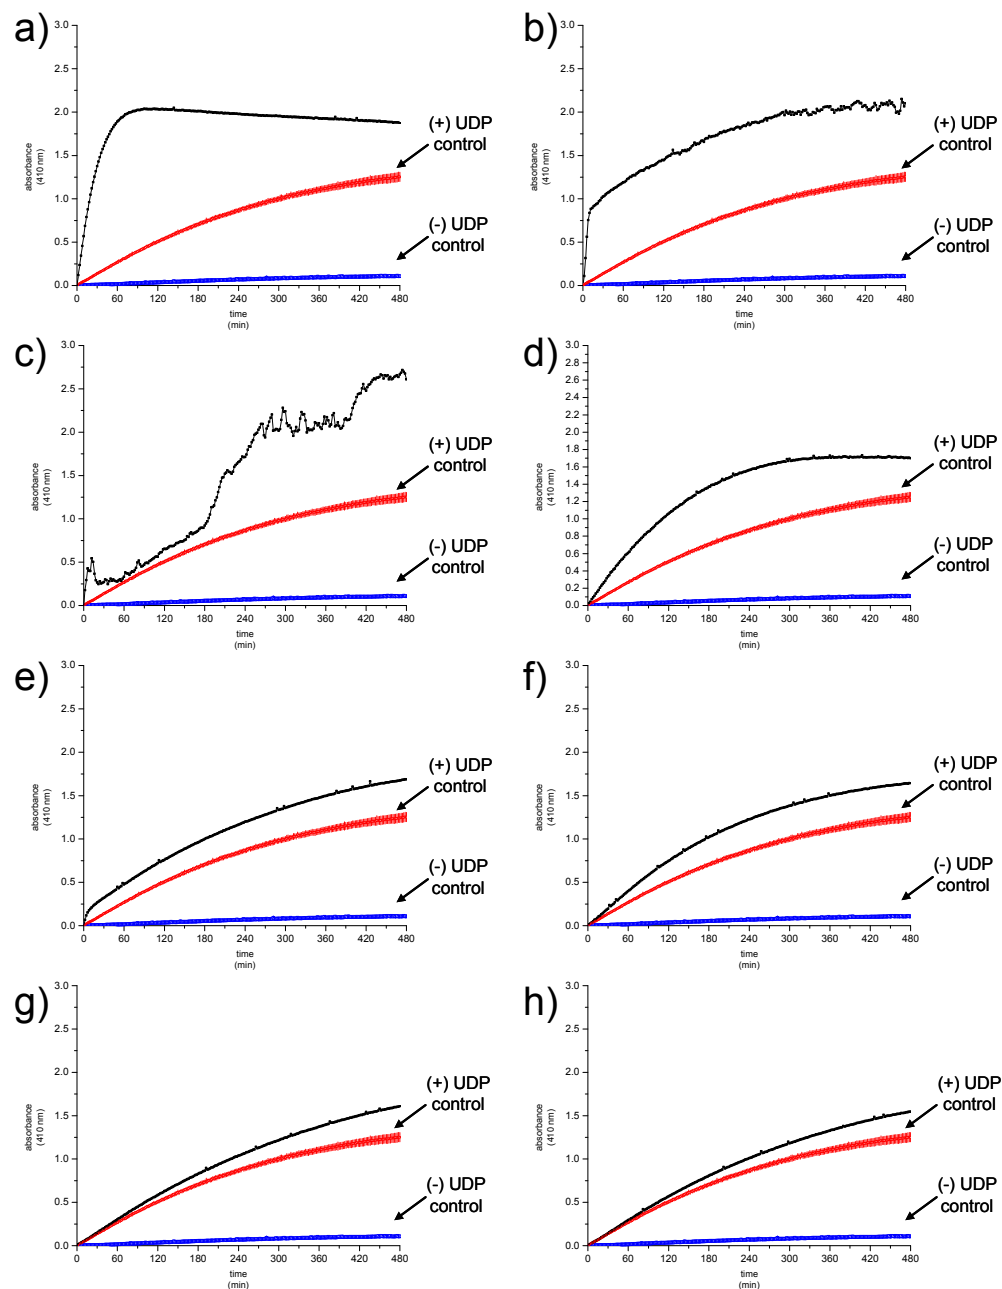 a)
3.0
2.5
2.0
1.5
1.0
0.5
0.0
absorbance
(410 nm)
0 60 120 180 240 300 360 420 480
time
(min)
(+) UDP
control
(-) UDP
control
b)
3.0
2.5
2.0
1.5
1.0
0.5
0.0
absorbance
(410 nm)
0 60 120 180 240 300 360 420 480
time
(min)
(+) UDP
control
(-) UDP
control
c)
3.0
2.5
2.0
1.5
1.0
0.5
0.0
absorbance
(410 nm)
0 60 120 180 240 300 360 420 480
time
(min)
(+) UDP
control
(-) UDP
control
d)
3.0
2.8
2.6
2.4
2.2
2.0
1.8
1.6
1.4
1.2
1.0
0.8
0.6
0.4
0.2
0.0
absorbance
(410 nm)
0 60 120 180 240 300 360 420 480
time
(min)
(+) UDP
control
(-) UDP
control
e)
3.0
2.5
2.0
1.5
1.0
0.5
0.0
absorbance
(410 nm)
0 60 120 180 240 300 360 420 480
time
(min)
(+) UDP
control
(-) UDP
control
f)
3.0
2.5
2.0
1.5
1.0
0.5
0.0
absorbance
(410 nm)
0 60 120 180 240 300 360 420 480
time
(min)
(+) UDP
control
(-) UDP
control
g)
3.0
2.5
2.0
1.5
1.0
0.5
0.0
absorbance
(410 nm)
0 60 120 180 240 300 360 420 480
time
(min)
(+) UDP
control
(-) UDP
control
h)
3.0
2.5
2.0
1.5
1.0
0.5
0.0
absorbance
(410 nm)
0 60 120 180 240 300 360 420 480
time
(min)
(+) UDP
control
(-) UDP
control